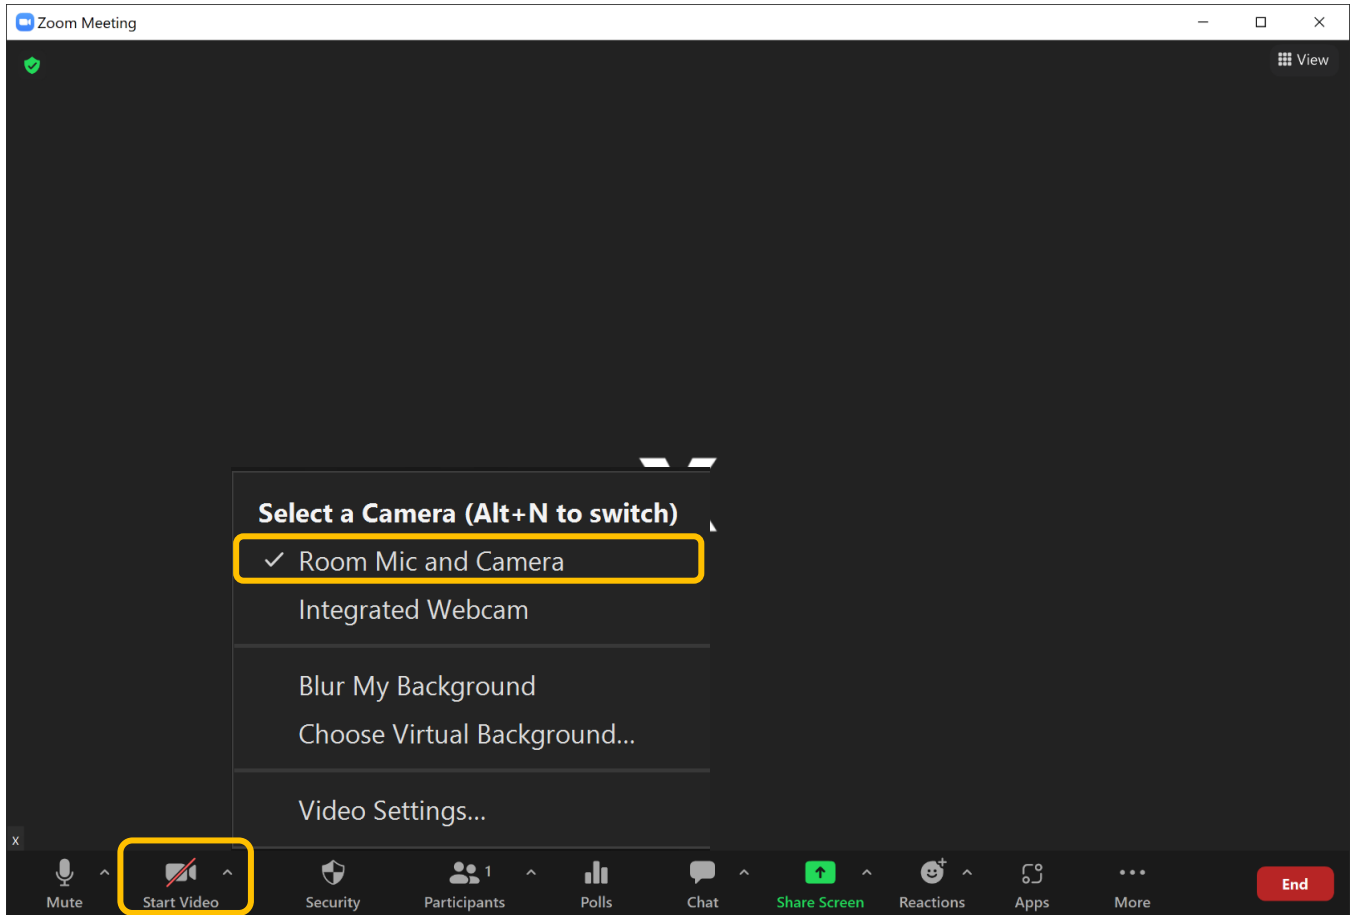 Zoom Meeting
View
Select a Camera (Alt+N to switch)
Room Mic and Camera
Integrated Webcam
Blur My Background
Choose Virtual Background...
Video Settings...
X
1
Mute
Start Video
Security
Participants
Polls
Chat
Share Screen
Reactions
Apps
More
End